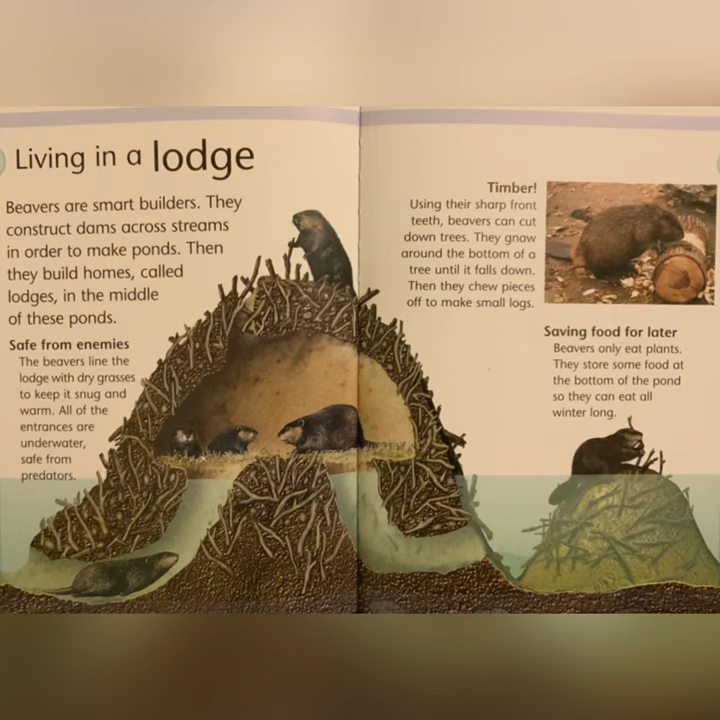 Living in a lodge
Beavers are smart builders. They
construct dams across streams
in order to make ponds. Then
they build homes, called
lodges, in the middle
of these ponds.
Safe from enemies
The beavers line the
lodge with dry grasses
to keep it snug and
warm. All of the
entrances are
underwater,
safe from
predators.
Timber!
Using their sharp front
teeth, beavers can cut
down trees. They gnaw
around the bottom of a
tree until it falls down.
Then they chew pieces
off to make small logs.
Saving food for later
Beavers only eat plants.
They store some food at
the bottom of the pond
so they can eat all
winter long.